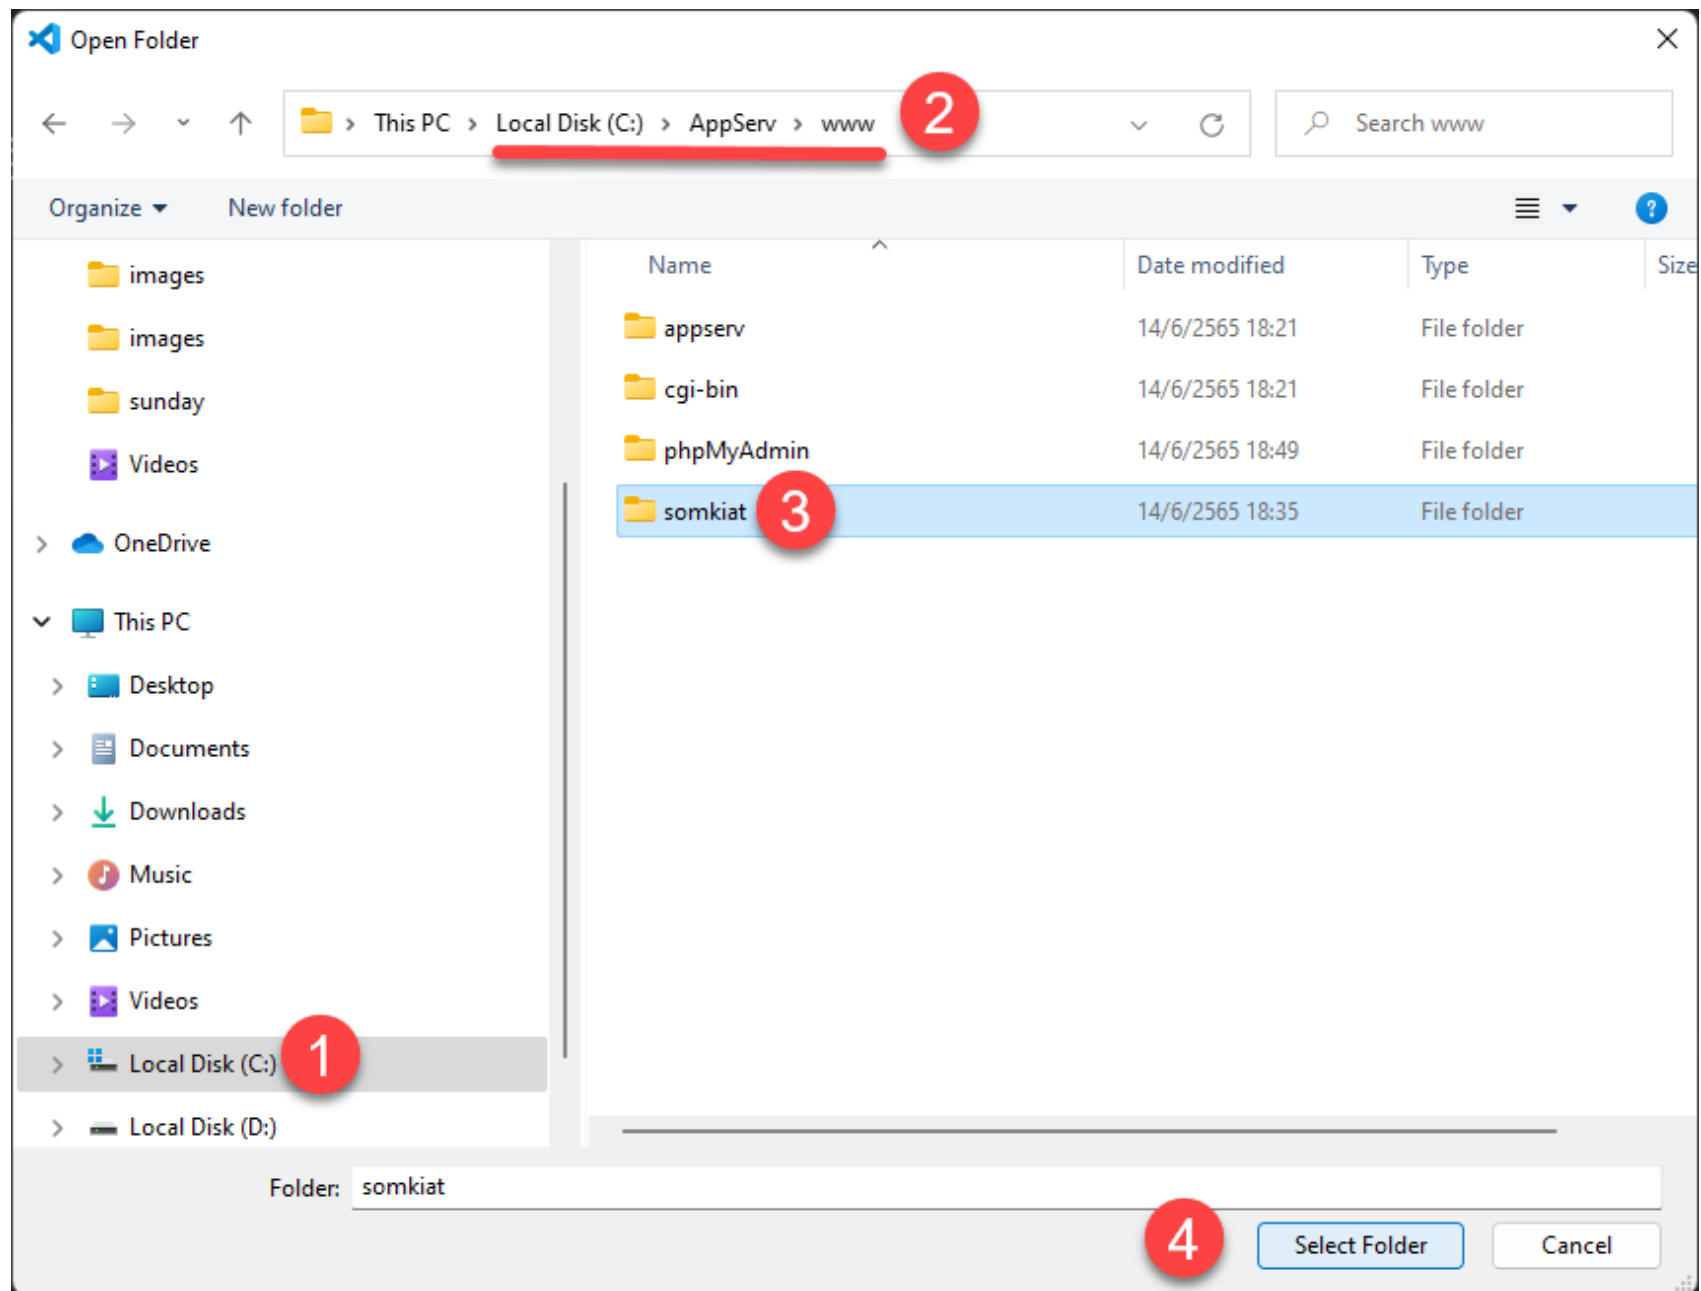 Open Folder
This PC > Local Disk (C:) > AppServ > www
2
Search www
Organize
New folder
?
images
images
sunday
Videos
OneDrive
This PC
Desktop
Documents
Downloads
Music
Pictures
Videos
Local Disk (C:)
1
Local Disk (D:)
Name Date modified Type Size
appserv 14/6/2565 18:21 File folder
cgi-bin 14/6/2565 18:21 File folder
phpMyAdmin 14/6/2565 18:49 File folder
somkiat 3 14/6/2565 18:35 File folder
Folder: somkiat
4
Select Folder
Cancel